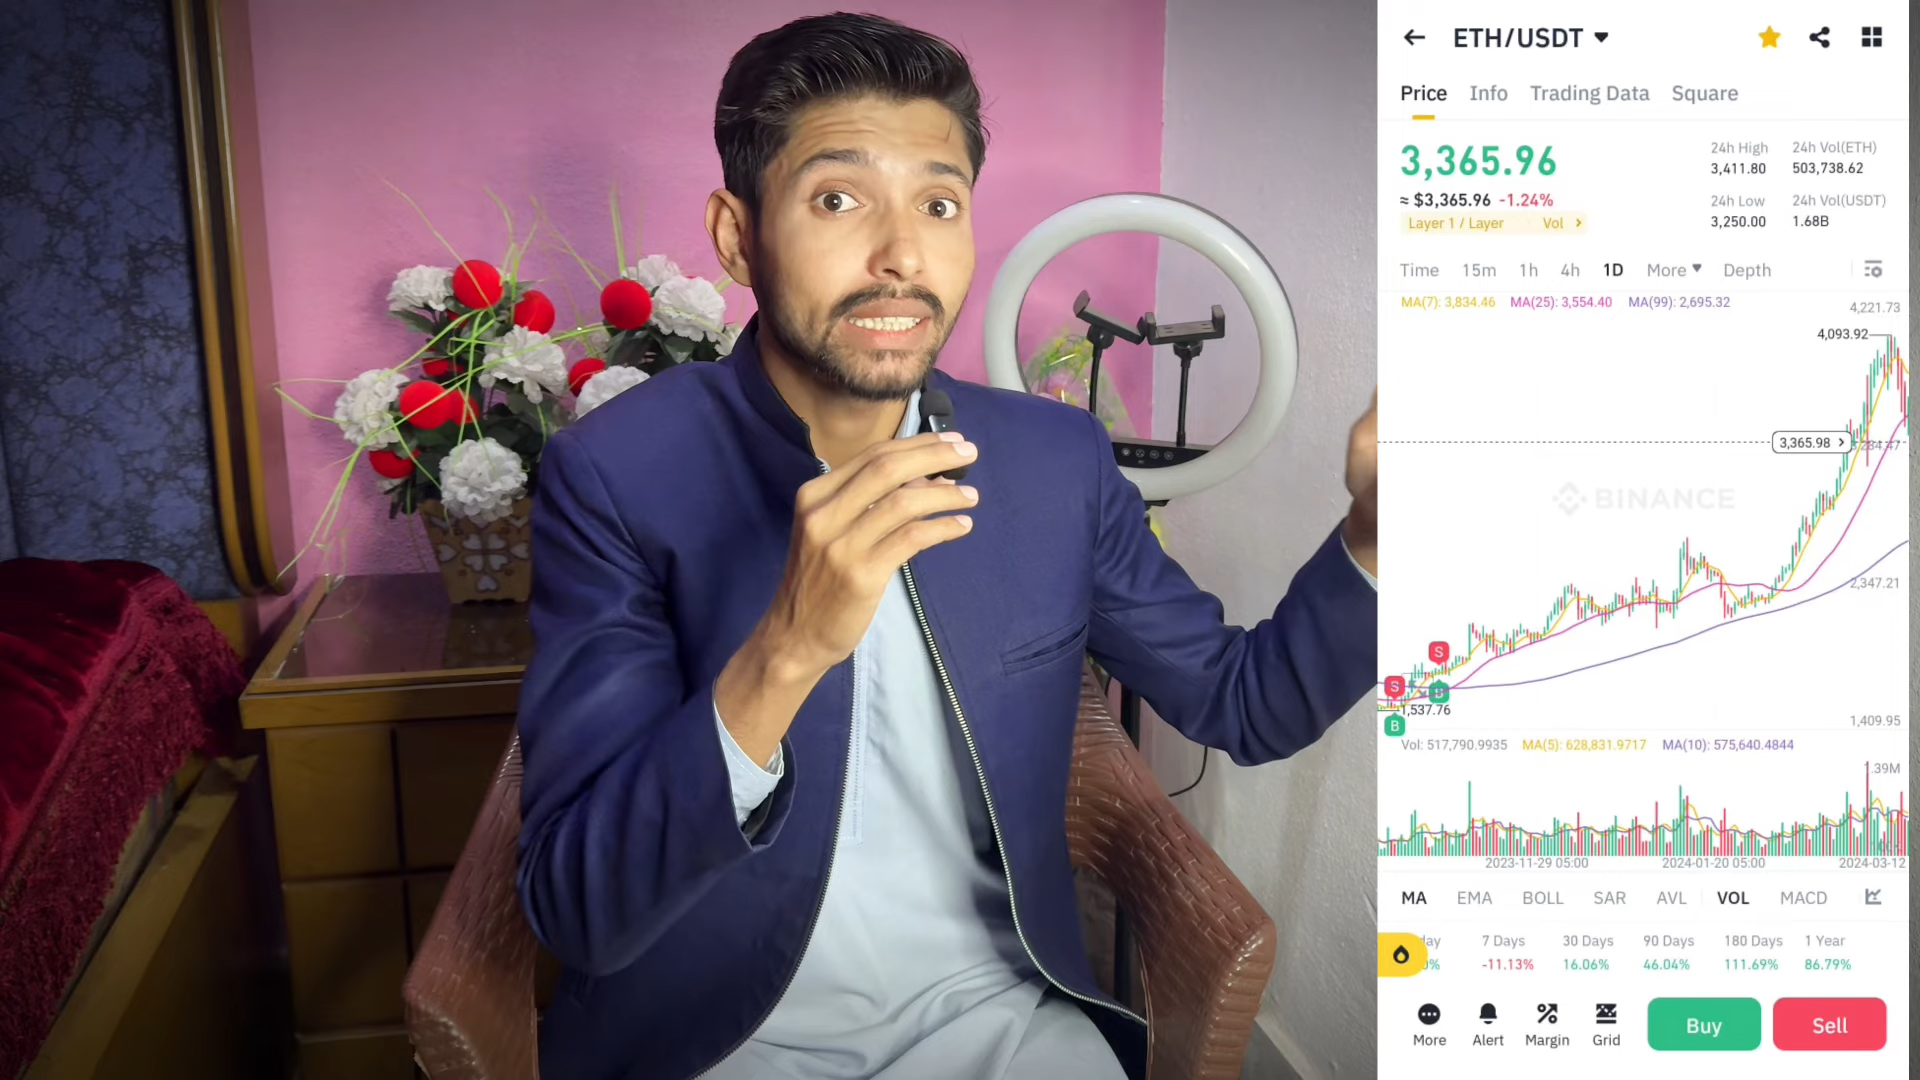 ETH/USDT
Price Info Trading Data Square
3,365.96
≈ $3,365.96 -1.24%
Layer 1 / Layer Vol
24h High 24h Vol(ETH)
3,411.80 503,738.62
24h Low 24h Vol(USDT)
3,250.00 1.68B
Time 15m 1h 4h 1D More Depth
MA(7): 3,834.46 MA(25): 3,554.40 MA(99): 2,695.32
4,221.73
4,093.92
3,365.98
BINANCE
2,347.21
S
S
B
1,537.76
B
1,409.95
Vol: 517,790.9935 MA(5): 628,831.9717 MA(10): 575,640.4844
.39M
2023-11-29 05:00 2024-01-20 05:00 2024-03-12
MA EMA BOLL SAR AVL VOL MACD
7 Days 30 Days 90 Days 180 Days 1 Year
-11.13% 16.06% 46.04% 111.69% 86.79%
More Alert Margin Grid Buy Sell